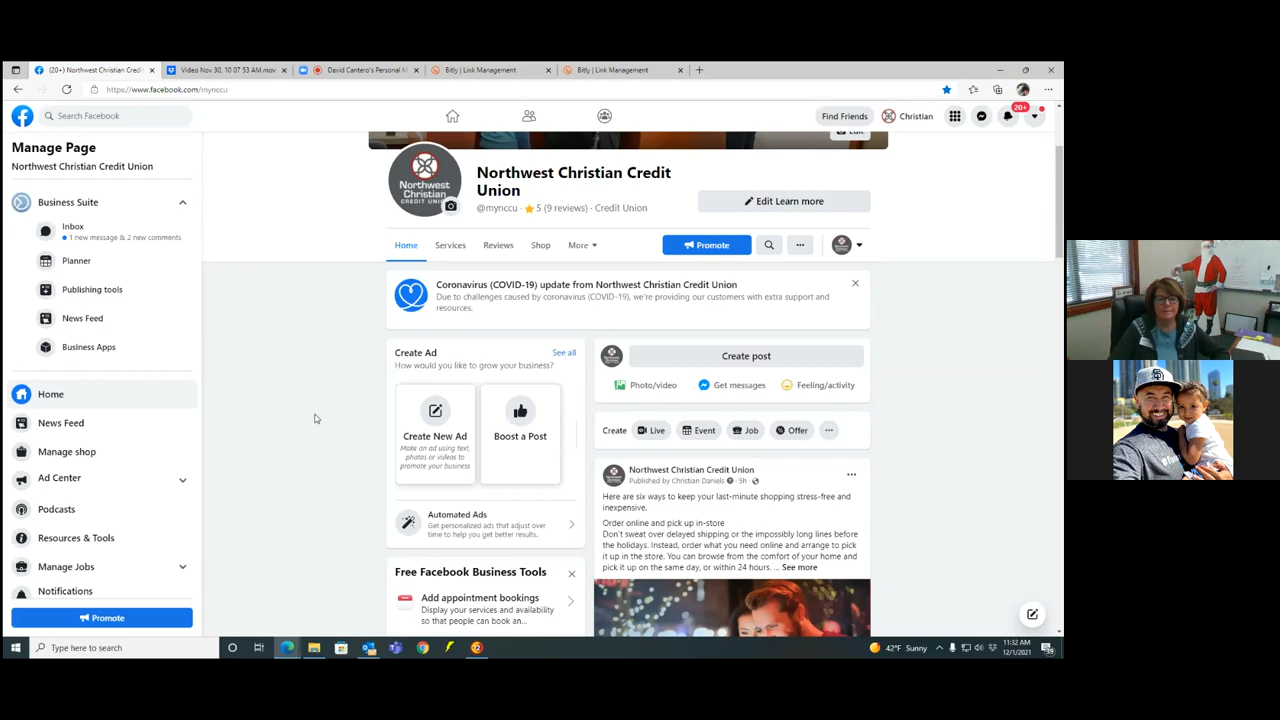 (20+) Northwest Christian Cred
Video Nov 30, 10 07 53 AM.mov
David Cantero's Personal M
Bitly | Link Management
Bitly | Link Management
https://www.facebook.com/mynccu
Search Facebook
Find Friends
Christian
20+
Manage Page
Northwest Christian Credit Union
Business Suite
Inbox
1 new message & 2 new comments
Planner
Publishing tools
News Feed
Business Apps
Home
News Feed
Manage shop
Ad Center
Podcasts
Resources & Tools
Manage Jobs
Notifications
Promote
Edit
Northwest
Christian
CREDIT UNION
Northwest Christian Credit
Union
@mynccu · 5 (9 reviews) · Credit Union
Edit Learn more
Home
Services
Reviews
Shop
More
Promote
Coronavirus (COVID-19) update from Northwest Christian Credit Union
Due to challenges caused by coronavirus (COVID-19), we're providing our customers with extra support and
resources.
Create Ad
See all
How would you like to grow your business?
Create New Ad
Make an ad using text,
photos or videos to
promote your business
Boost a Post
Automated Ads
Get personalized ads that adjust over
time to help you get better results.
Free Facebook Business Tools
Add appointment bookings
Display your services and availability
so that people can book an...
Create post
Photo/video
Get messages
Feeling/activity
Create
Live
Event
Job
Offer
Northwest Christian Credit Union
Published by Christian Daniels · 5h
Here are six ways to keep your last-minute shopping stress-free and
inexpensive.
Order online and pick up in-store
Don't sweat over delayed shipping or the impossibly long lines before
the holidays. Instead, order what you need online and arrange to pick
it up in the store. You can browse from the comfort of your home and
pick it up on the same day, or within 24 hours. ... See more
Type here to search
42°F Sunny
11:32 AM
12/1/2021